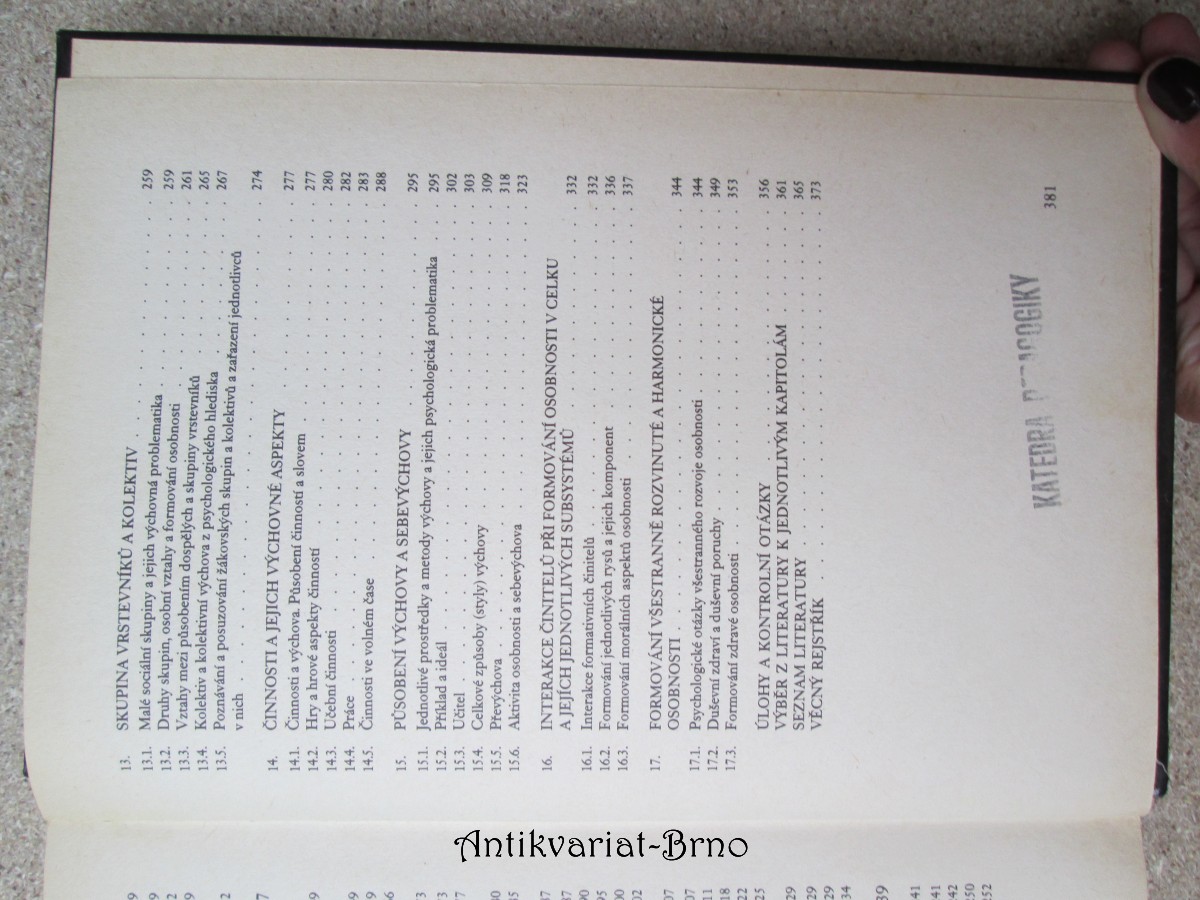 13. SKUPINA VRSTEVNÍKŮ A KOLEKTIV . . . . . . . . . . 259
13.1. Malé sociální skupiny a jejich výchovná problematika . . . . . . . . 259
13.2. Druhy skupin, osobní vztahy a formování osobnosti . . . . . . . . 261
13.3. Vztahy mezi působením dospělých a skupiny vrstevníků . . . . . . . 265
13.4. Kolektiv a kolektivní výchova z psychologického hlediska . . . . . . . 267
13.5. Poznávání a posuzování žákovských skupin a kolektivů a zařazení jednotlivců
v nich . . . . . . . . . . . . . . . . 274
14. ČINNOSTI A JEJICH VÝCHOVNÉ ASPEKTY . . . . . . . . 277
14.1. Činnosti a výchova. Působení činností a slovem . . . . . . . . . 277
14.2. Hry a hrové aspekty činností . . . . . . . . . . . . 280
14.3. Učební činnosti . . . . . . . . . . . . . . 282
14.4. Práce . . . . . . . . . . . . . . . . 283
14.5. Činnosti ve volném čase . . . . . . . . . . . . . 288
15. PŮSOBENÍ VÝCHOVY A SEBEVÝCHOVY . . . . . . . . . 295
15.1. Jednotlivé prostředky a metody výchovy a jejich psychologická problematika . . . 295
15.2. Příklad a ideál . . . . . . . . . . . . . . . 302
15.3. Učitel . . . . . . . . . . . . . . . . 303
15.4. Celkové způsoby (styly) výchovy . . . . . . . . . . . 309
15.5. Převýchova . . . . . . . . . . . . . . . 318
15.6. Aktivita osobnosti a sebevýchova . . . . . . . . . . . 323
16. INTERAKCE ČINITELŮ PŘI FORMOVÁNÍ OSOBNOSTI V CELKU
A JEJÍCH JEDNOTLIVÝCH SUBSYSTÉMŮ . . . . . . . . . 332
16.1. Interakce formativních činitelů . . . . . . . . . . . . 332
16.2. Formování jednotlivých rysů a jejich komponent . . . . . . . . . 336
16.3. Formování morálních aspektů osobnosti . . . . . . . . . . 337
17. FORMOVÁNÍ VŠESTRANNĚ ROZVINUTÉ A HARMONICKÉ
OSOBNOSTI . . . . . . . . . . . . . . . 344
17.1. Psychologické otázky všestranného rozvoje osobnosti . . . . . . . . 344
17.2. Duševní zdraví a duševní poruchy . . . . . . . . . . . 349
17.3. Formování zdravé osobnosti . . . . . . . . . . . . 353
ÚLOHY A KONTROLNÍ OTÁZKY . . . . . . . . . . . 356
VÝBĚR Z LITERATURY K JEDNOTLIVÝM KAPITOLÁM . . . . . 361
SEZNAM LITERATURY . . . . . . . . . . . . . 365
VĚCNÝ REJSTŘÍK . . . . . . . . . . . . . . 373
KATEDRA PEDAGOGIKY
381
Antikvariat-Brno